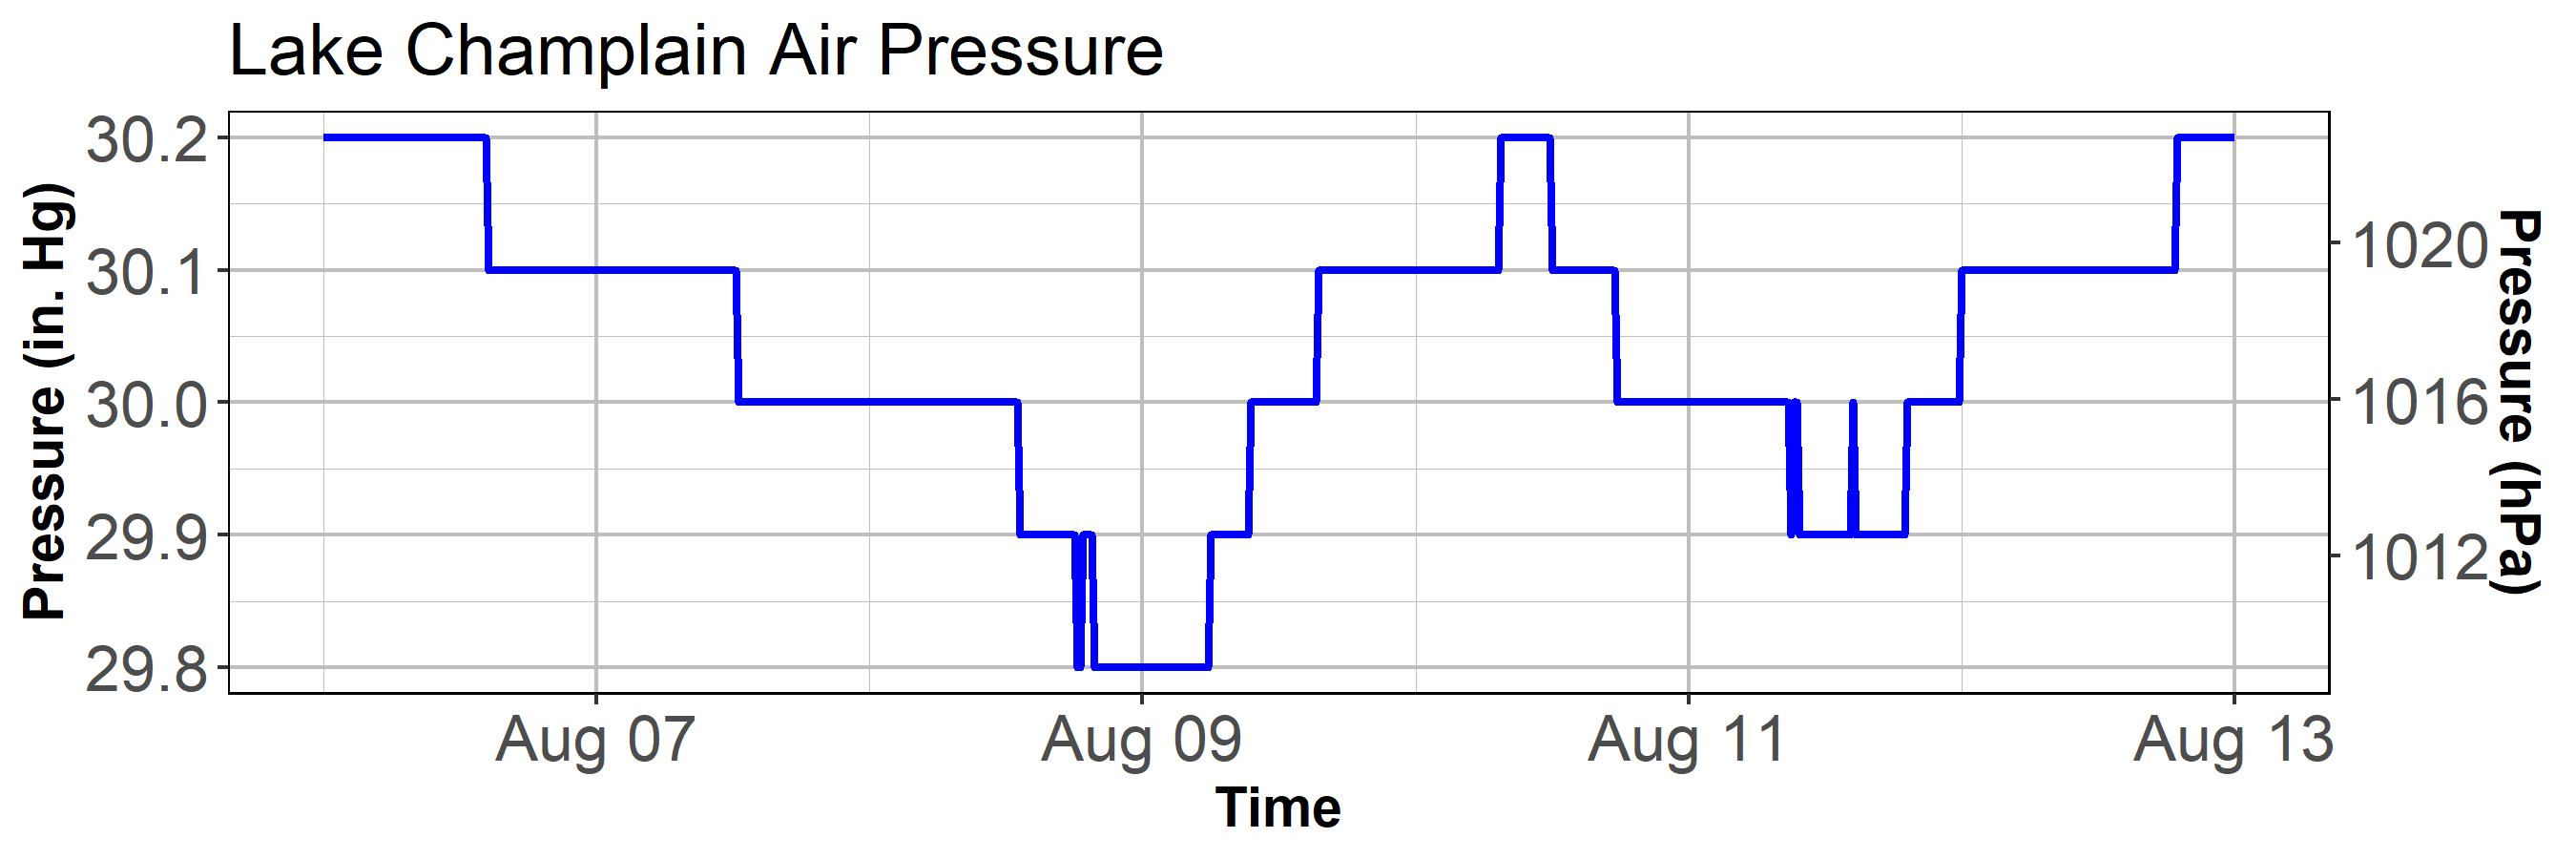 Lake Champlain Air Pressure
Pressure (in. Hg)
30.2
30.1
30.0
29.9
29.8
1020
1016
1012
Pressure (hPa)
Aug 07 Aug 09 Aug 11 Aug 13
Time